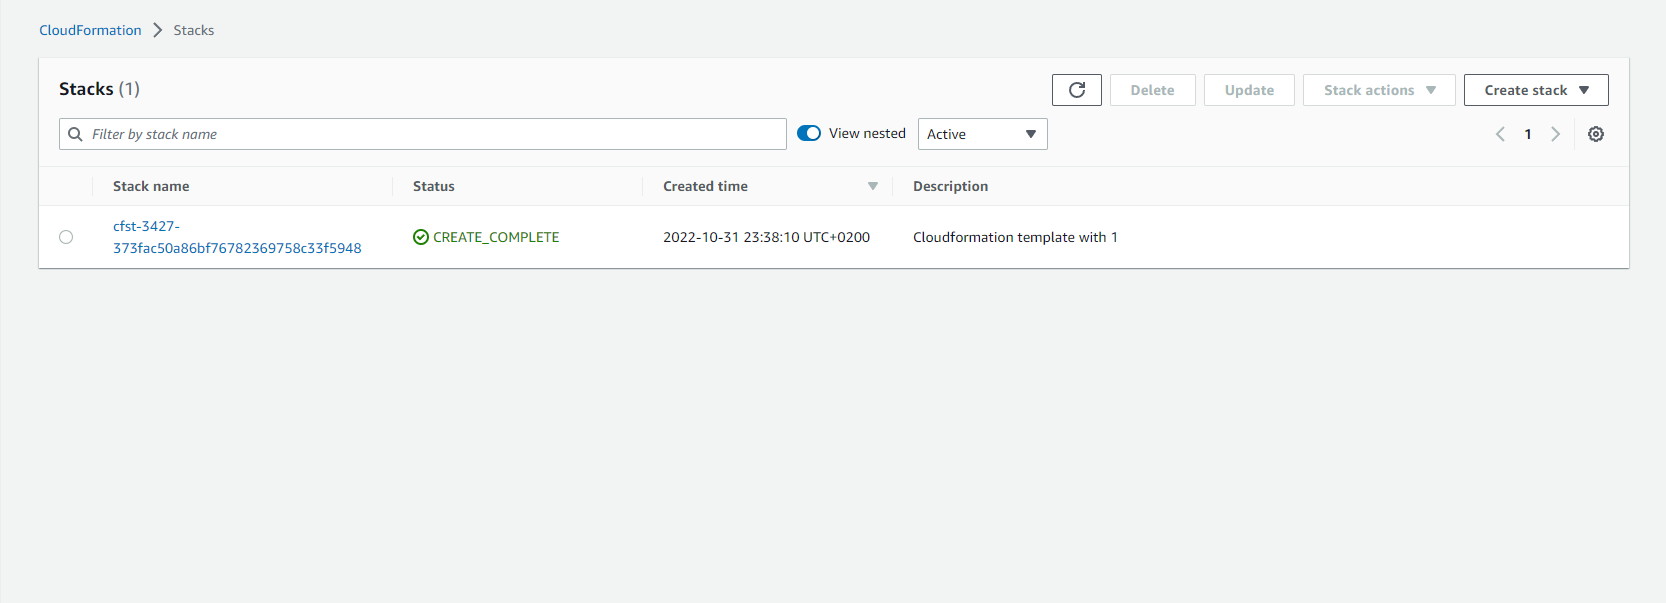 CloudFormation Stacks
Stacks (1)
Delete Update Stack actions Create stack
Filter by stack name View nested Active 1
Stack name Status Created time Description
cfst-3427-
373fac50a86bf76782369758c33f5948 CREATE_COMPLETE 2022-10-31 23:38:10 UTC+0200 Cloudformation template with 1